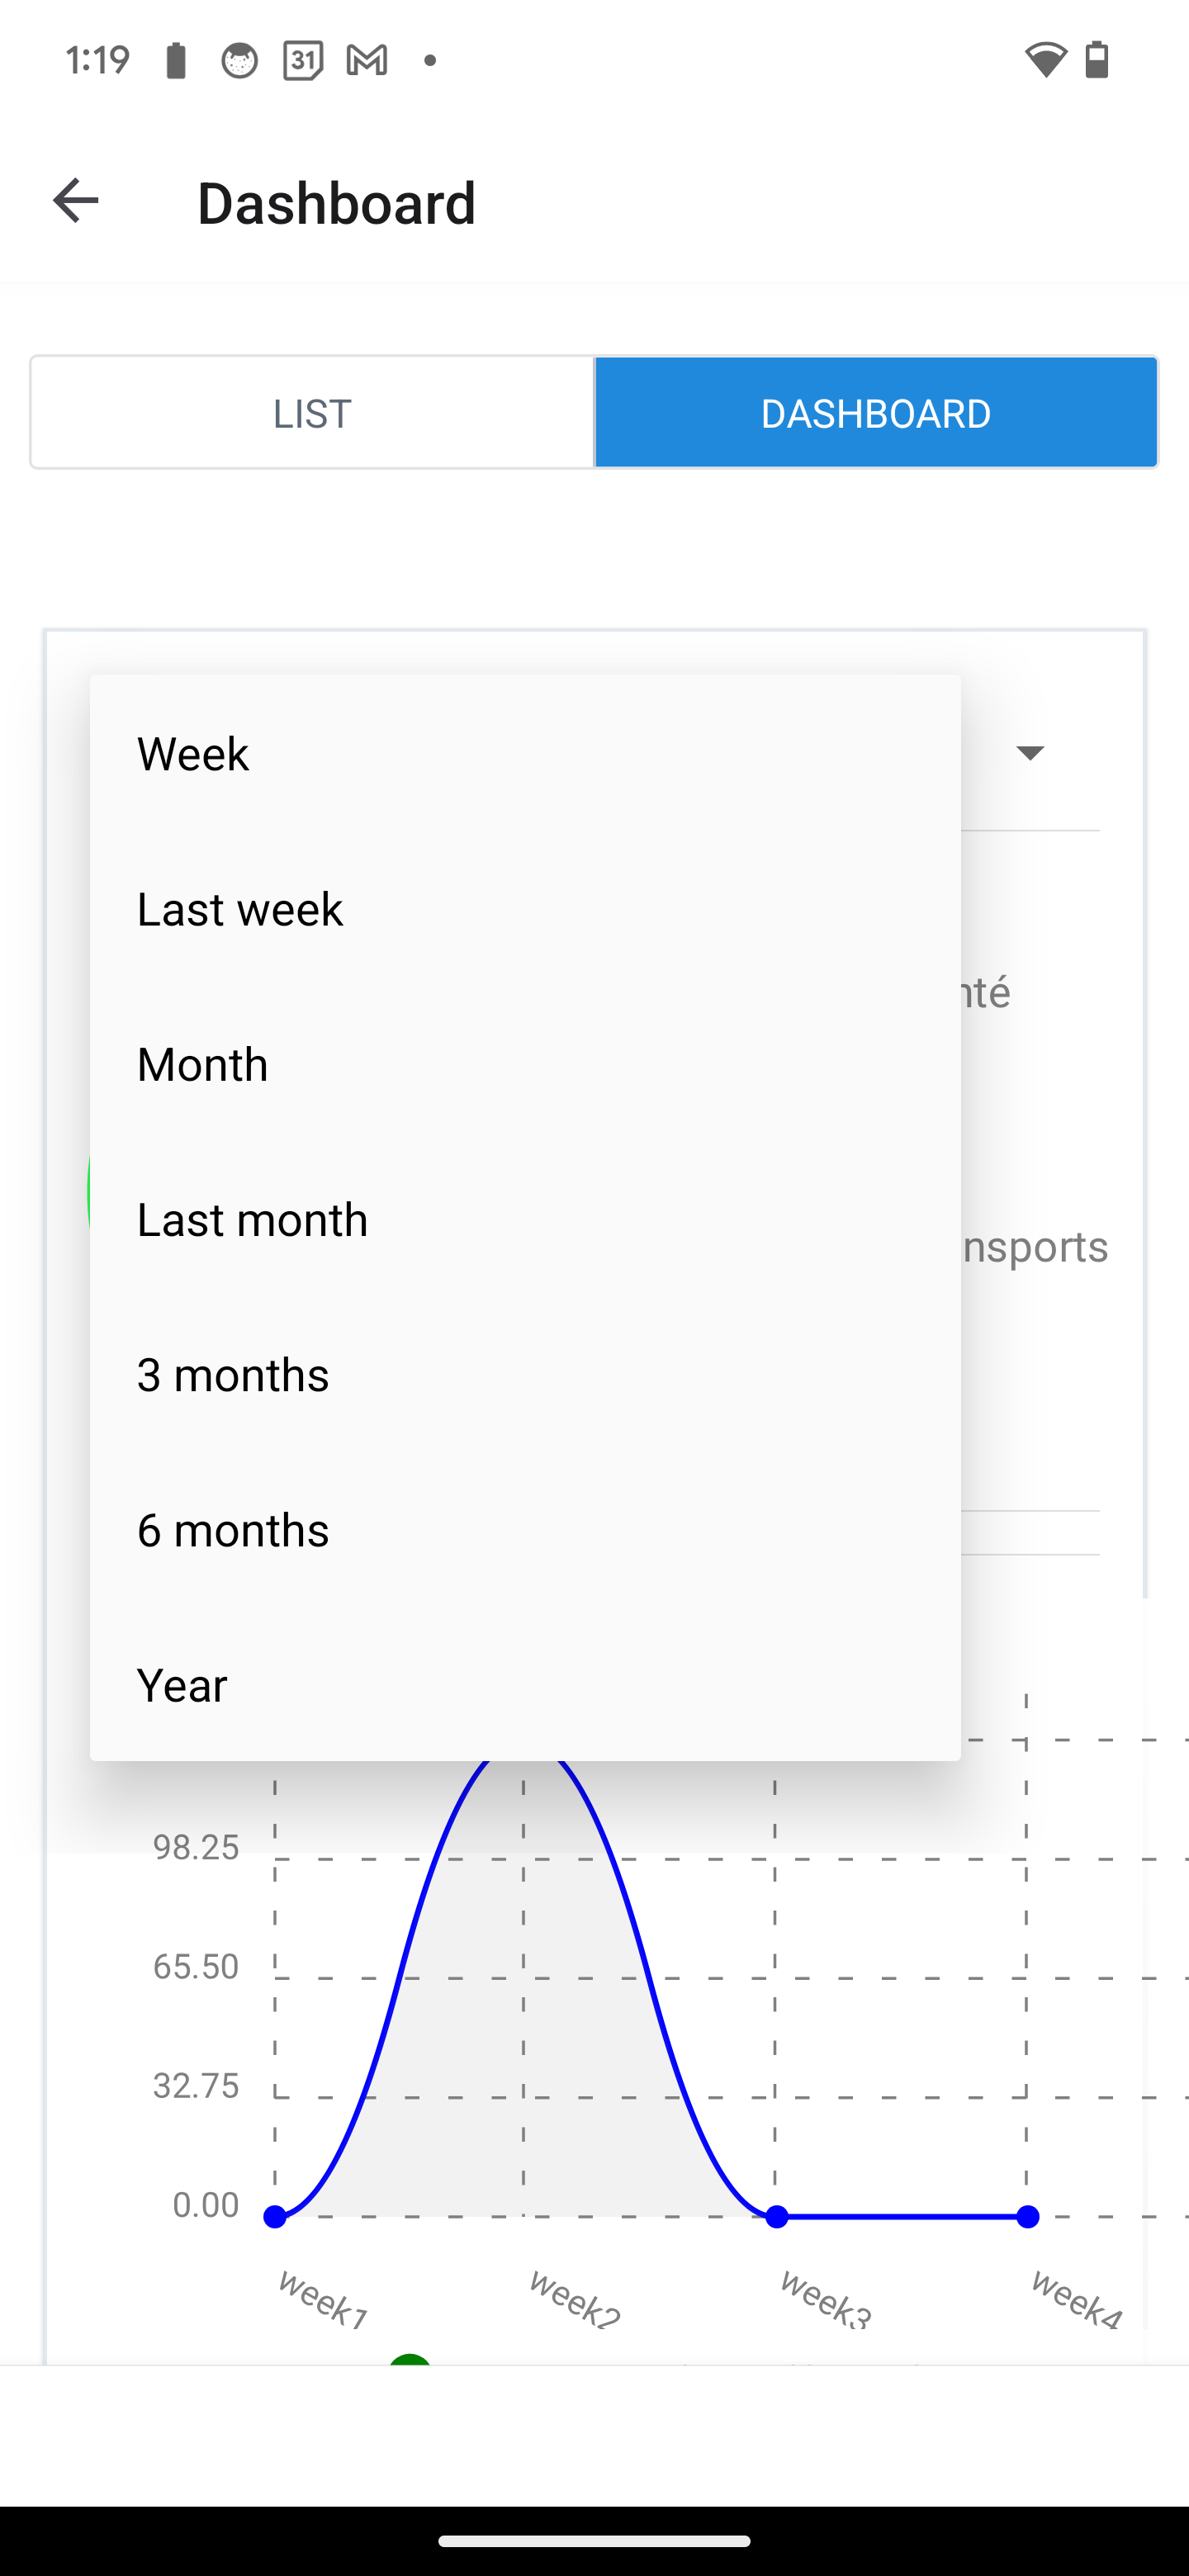 1:19
31
Dashboard
LIST
DASHBOARD
Week
Last week
nté
Month
Last month
nsports
3 months
6 months
Year
98.25
65.50
32.75
0.00
week1
week2
week3
week4